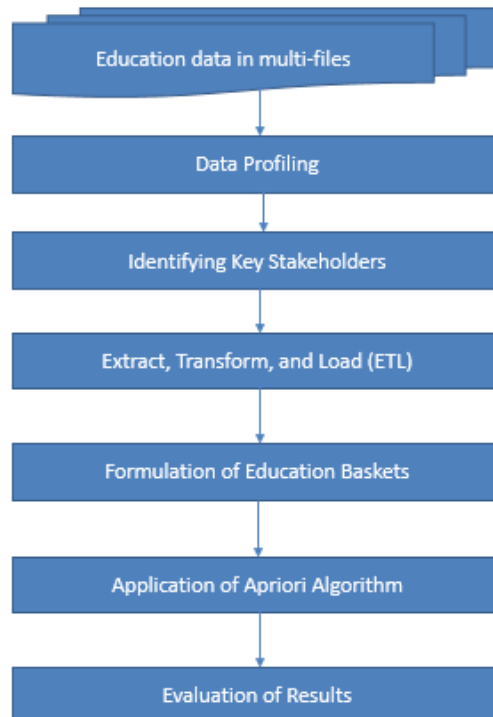 Education data in multi-files
Data Profiling
Identifying Key Stakeholders
Extract, Transform, and Load (ETL)
Formulation of Education Baskets
Application of Apriori Algorithm
Evaluation of Results